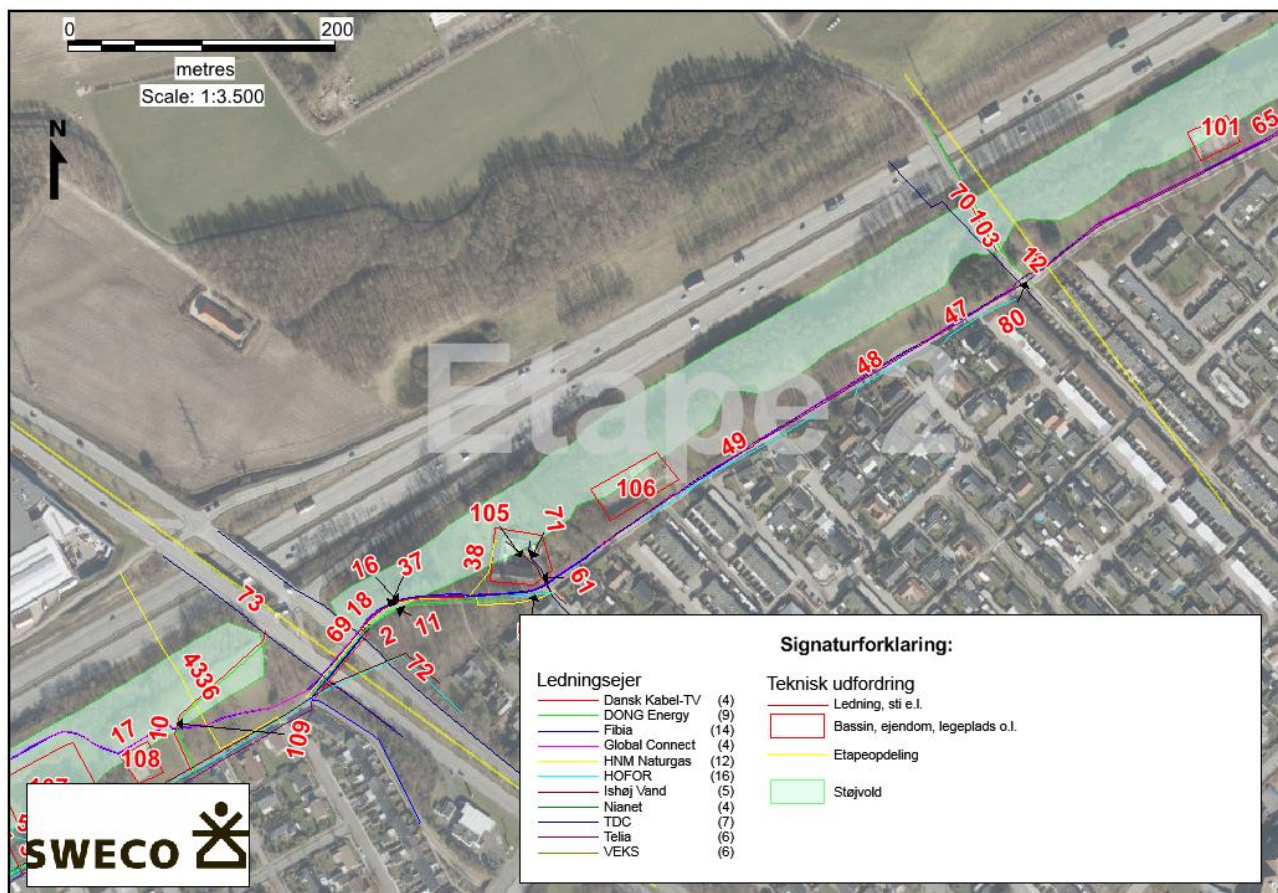 0 200
metres
Scale: 1:3.500
N
101
65
70
103
12
80
47
48
Etape 2
49
106
105
71
38
61
16
37
18
69
2
11
72
73
4336
17
10
109
108
107
SWECO
Signaturforklaring:
Ledningsejer
Dansk Kabel-TV (4)
DONG Energy (9)
Fibia (14)
Global Connect (4)
HNM Naturgas (12)
HOFOR (16)
Ishøj Vand (5)
Nianet (4)
TDC (7)
Telia (6)
VEKS (6)
Teknisk udfordring
Ledning, sti e.l.
Bassin, ejendom, legeplads o.l.
Etapeopdeling
Støjvold